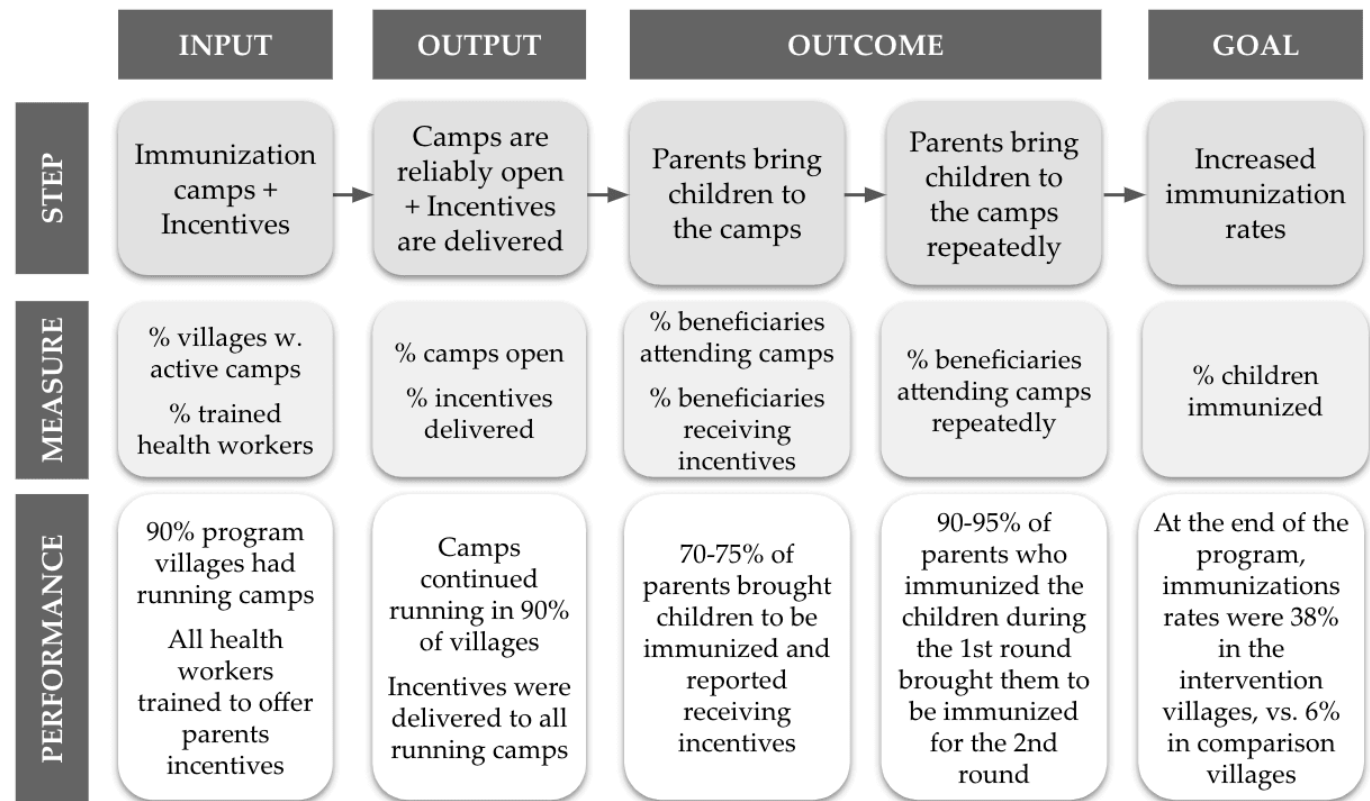 INPUT
OUTPUT
OUTCOME
GOAL
STEP
Immunization
camps +
Incentives
Camps are
reliably open
+ Incentives
are delivered
Parents bring
children to
the camps
Parents bring
children to
the camps
repeatedly
Increased
immunization
rates
MEASURE
% villages w.
active camps
% trained
health workers
% camps open
% incentives
delivered
% beneficiaries
attending camps
% beneficiaries
receiving
incentives
% beneficiaries
attending camps
repeatedly
% children
immunized
PERFORMANCE
90% program
villages had
running camps
All health
workers
trained to offer
parents
incentives
Camps
continued
running in 90%
of villages
Incentives were
delivered to all
running camps
70-75% of
parents brought
children to be
immunized and
reported
receiving
incentives
90-95% of
parents who
immunized the
children during
the 1st round
brought them to
be immunized
for the 2nd
round
At the end of the
program,
immunizations
rates were 38%
in the
intervention
villages, vs. 6%
in comparison
villages